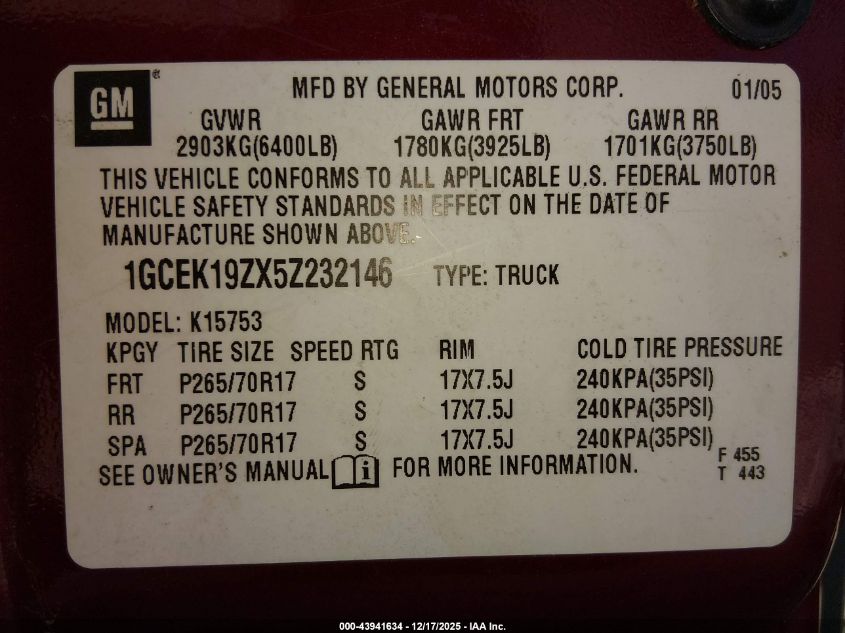 GM® MFD BY GENERAL MOTORS CORP. 01/05
GVWR GAWR FRT GAWR RR
2903KG(6400LB) 1780KG(3925LB) 1701KG(3750LB)
THIS VEHICLE CONFORMS TO ALL APPLICABLE U.S. FEDERAL MOTOR
VEHICLE SAFETY STANDARDS IN EFFECT ON THE DATE OF
MANUFACTURE SHOWN ABOVE.
1GCEK19ZX5Z232146 TYPE: TRUCK
MODEL: K15753
KPGY TIRE SIZE SPEED RTG RIM COLD TIRE PRESSURE
FRT P265/70R17 S 17X7.5J 240KPA(35PSI)
RR P265/70R17 S 17X7.5J 240KPA(35PSI)
SPA P265/70R17 S 17X7.5J 240KPA(35PSI)
SEE OWNER'S MANUAL i FOR MORE INFORMATION. F 455
T 443
000-43941634 - 12/17/2025 - IAA Inc.